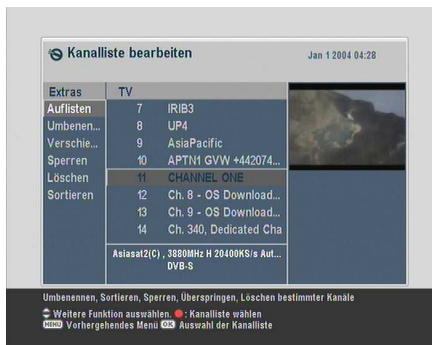 Kanalliste bearbeiten
Jan 1 2004 04:28
Extras
TV
Auflisten
7 IRIB3
Umbenen...
8 UP4
Verschie...
9 AsiaPacific
Sperren
10 APTN1 GVW +442074...
Löschen
11 CHANNEL ONE
Sortieren
12 Ch. 8 - OS Download...
13 Ch. 9 - OS Download...
14 Ch. 340, Dedicated Cha
Asiasat2(C) , 3880MHz H 20400KS/s Aut...
DVB-S
Umbenennen, Sortieren, Sperren, Überspringen, Löschen bestimmter Kanäle
Weitere Funktion auswählen. : Kanalliste wählen
MENU Vorhergehendes Menü OK Auswahl der Kanalliste